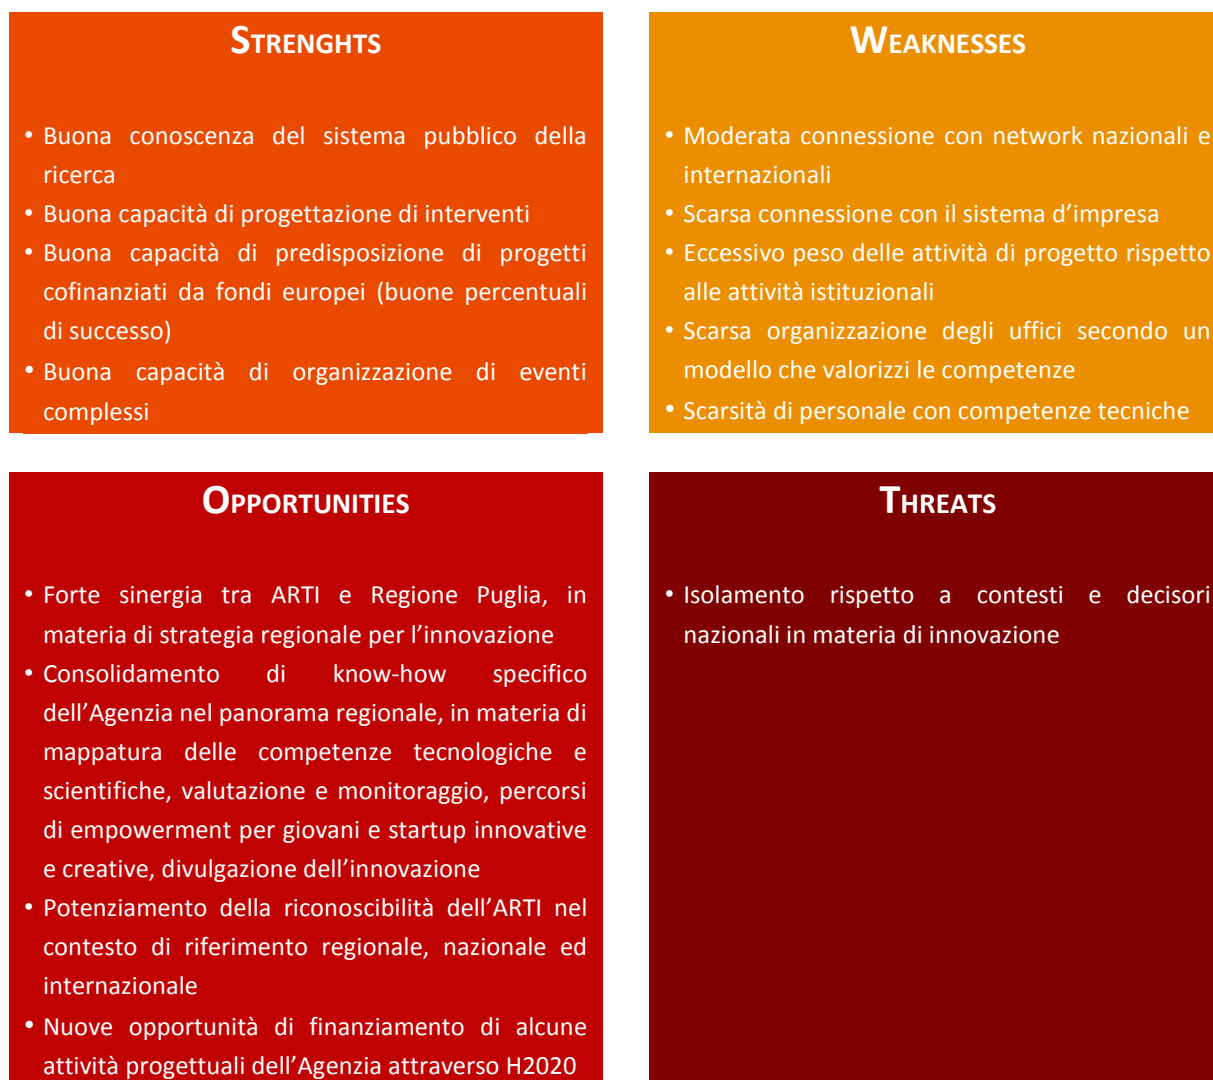 STRENGHTS
• Buona conoscenza del sistema pubblico della
ricerca
• Buona capacità di progettazione di interventi
• Buona capacità di predisposizione di progetti
cofinanziati da fondi europei (buone percentuali
di successo)
• Buona capacità di organizzazione di eventi
complessi
WEAKNESSES
• Moderata connessione con network nazionali e
internazionali
• Scarsa connessione con il sistema d’impresa
• Eccessivo peso delle attività di progetto rispetto
alle attività istituzionali
• Scarsa organizzazione degli uffici secondo un
modello che valorizzi le competenze
• Scarsità di personale con competenze tecniche
OPPORTUNITIES
• Forte sinergia tra ARTI e Regione Puglia, in
materia di strategia regionale per l’innovazione
• Consolidamento di know-how specifico
dell’Agenzia nel panorama regionale, in materia di
mappatura delle competenze tecnologiche e
scientifiche, valutazione e monitoraggio, percorsi
di empowerment per giovani e startup innovative
e creative, divulgazione dell’innovazione
• Potenziamento della riconoscibilità dell’ARTI nel
contesto di riferimento regionale, nazionale ed
internazionale
• Nuove opportunità di finanziamento di alcune
attività progettuali dell’Agenzia attraverso H2020
THREATS
• Isolamento rispetto a contesti e decisori
nazionali in materia di innovazione